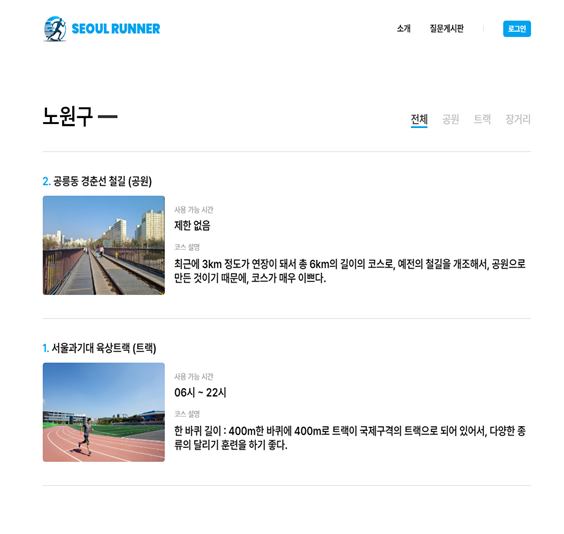 SEOUL RUNNER
소개 질문게시판 로그인
노원구
전체 공원 트랙 장거리
2. 공릉동 경춘선 철길 (공원)
사용 가능 시간
제한 없음
코스 설명
최근에 3km 정도가 연장이 돼서 총 6km의 길이의 코스로, 예전의 철길을 개조해서, 공원으로
만든 것이기 때문에, 코스가 매우 이쁘다.
1. 서울과기대 육상트랙 (트랙)
사용 가능 시간
06시 ~ 22시
코스 설명
한 바퀴 길이 : 400m한 바퀴에 400m로 트랙이 국제구격의 트랙으로 되어 있어서, 다양한 종
류의 달리기 훈련을 하기 좋다.